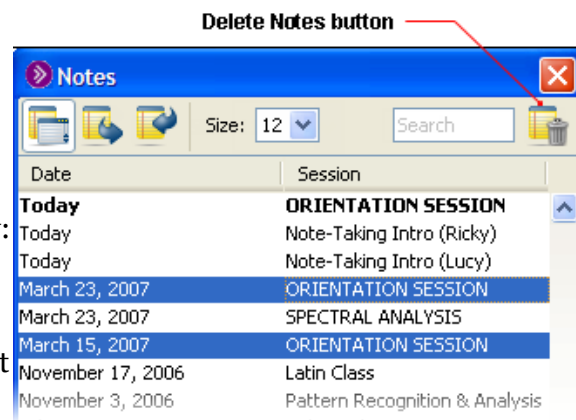 Delete Notes button
Notes
Size: 12 Search
Date Session
Today ORIENTATION SESSION
Today Note-Taking Intro (Ricky)
Today Note-Taking Intro (Lucy)
March 23, 2007 ORIENTATION SESSION
March 23, 2007 SPECTRAL ANALYSIS
March 15, 2007 ORIENTATION SESSION
November 17, 2006 Latin Class
November 3, 2006 Pattern Recognition & Analysis